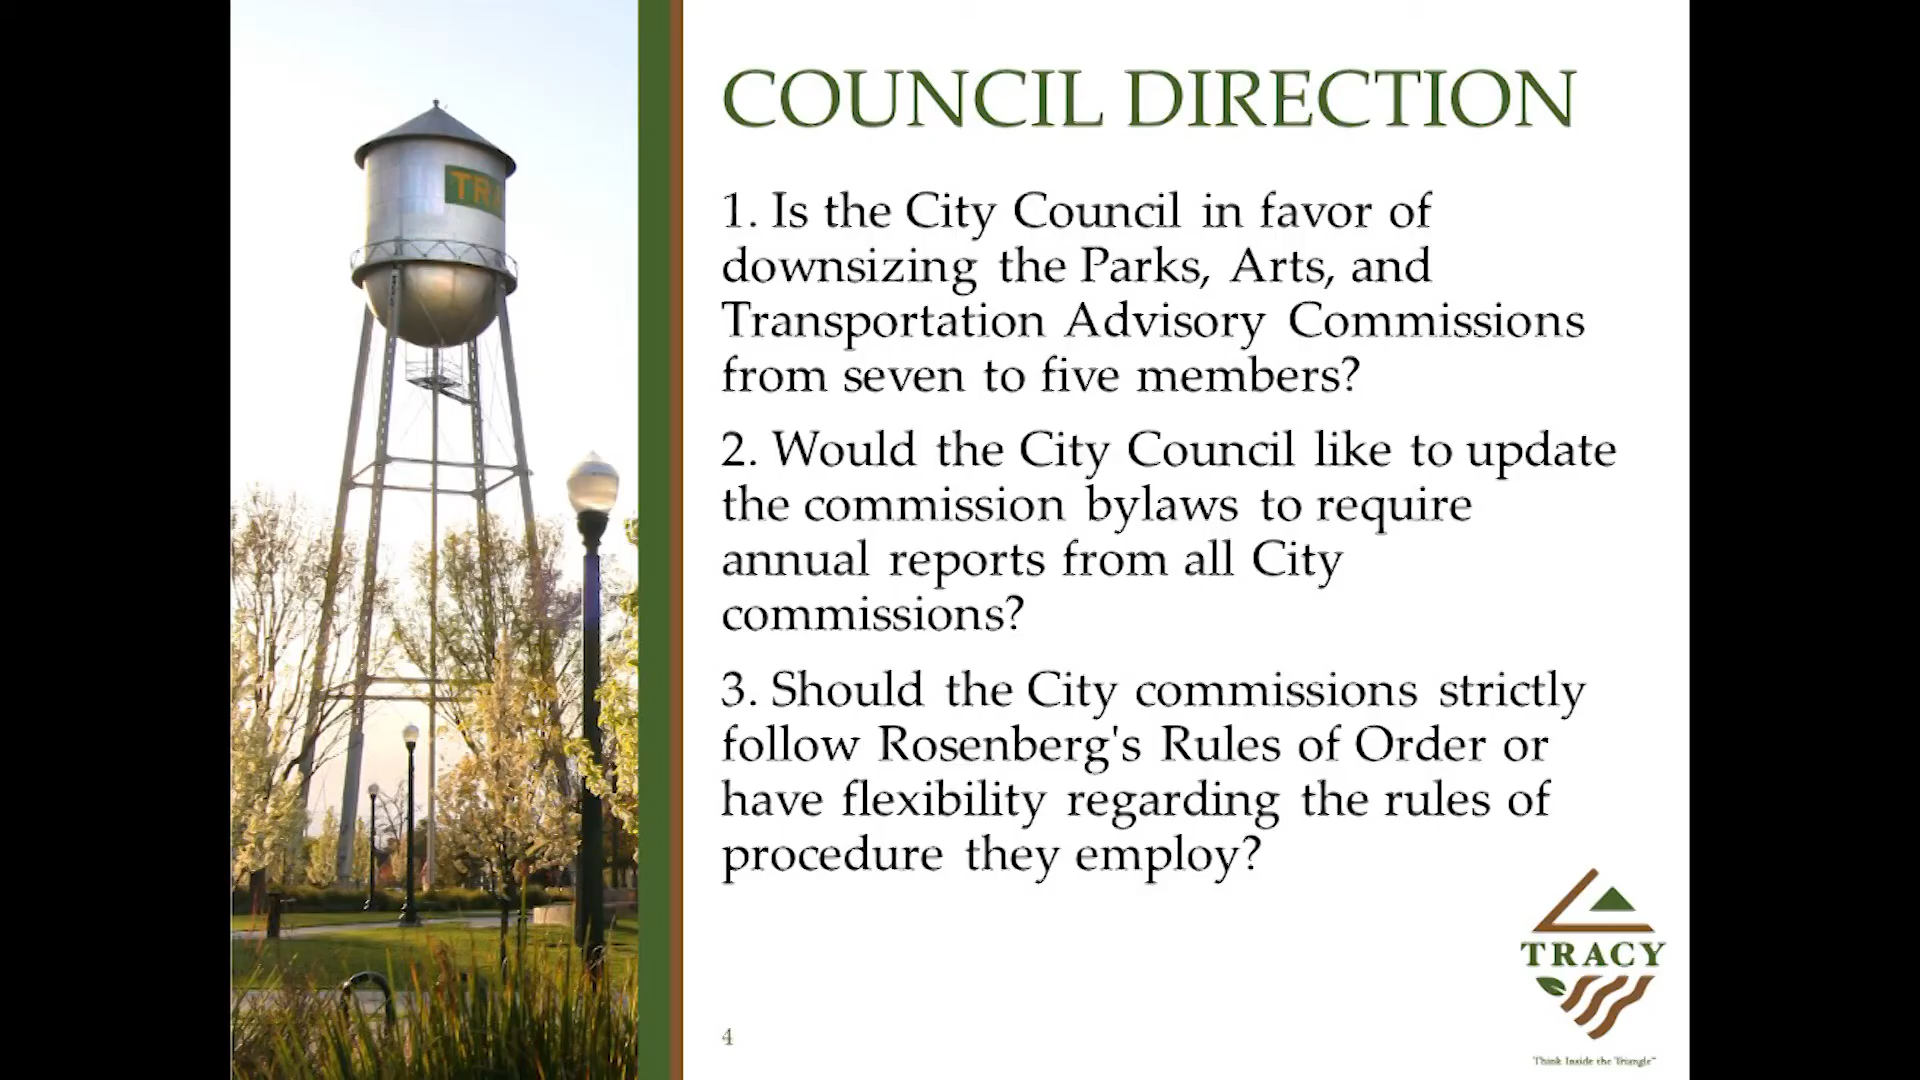 TRA
COUNCIL DIRECTION
1. Is the City Council in favor of
downsizing the Parks, Arts, and
Transportation Advisory Commissions
from seven to five members?
2. Would the City Council like to update
the commission bylaws to require
annual reports from all City
commissions?
3. Should the City commissions strictly
follow Rosenberg's Rules of Order or
have flexibility regarding the rules of
procedure they employ?
TRACY
Think Inside the Triangle™
4